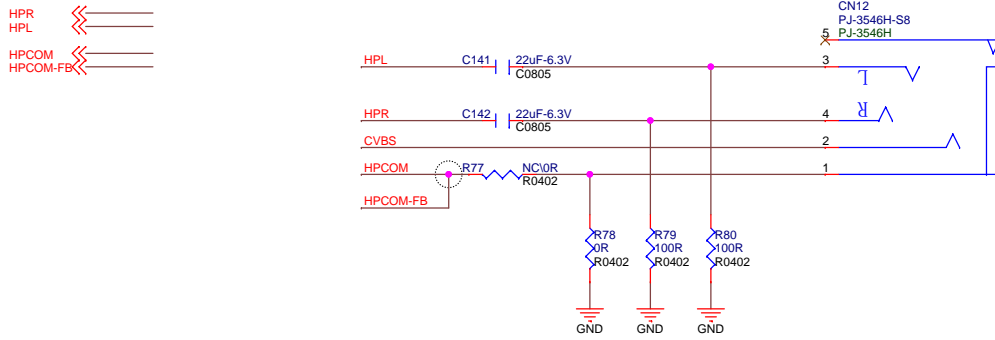 HPR
HPL
HPCOM
HPCOM-FB
CN12
PJ-3546H-S8
5 PJ-3546H
HPL C141 22uF-6.3V 3
C0805
L
HPR C142 22uF-6.3V 4 R
C0805
CVBS 2
HPCOM R77 NC\0R 1
R0402
HPCOM-FB
R78 R79 R80
0R 100R 100R
R0402 R0402 R0402
GND GND GND